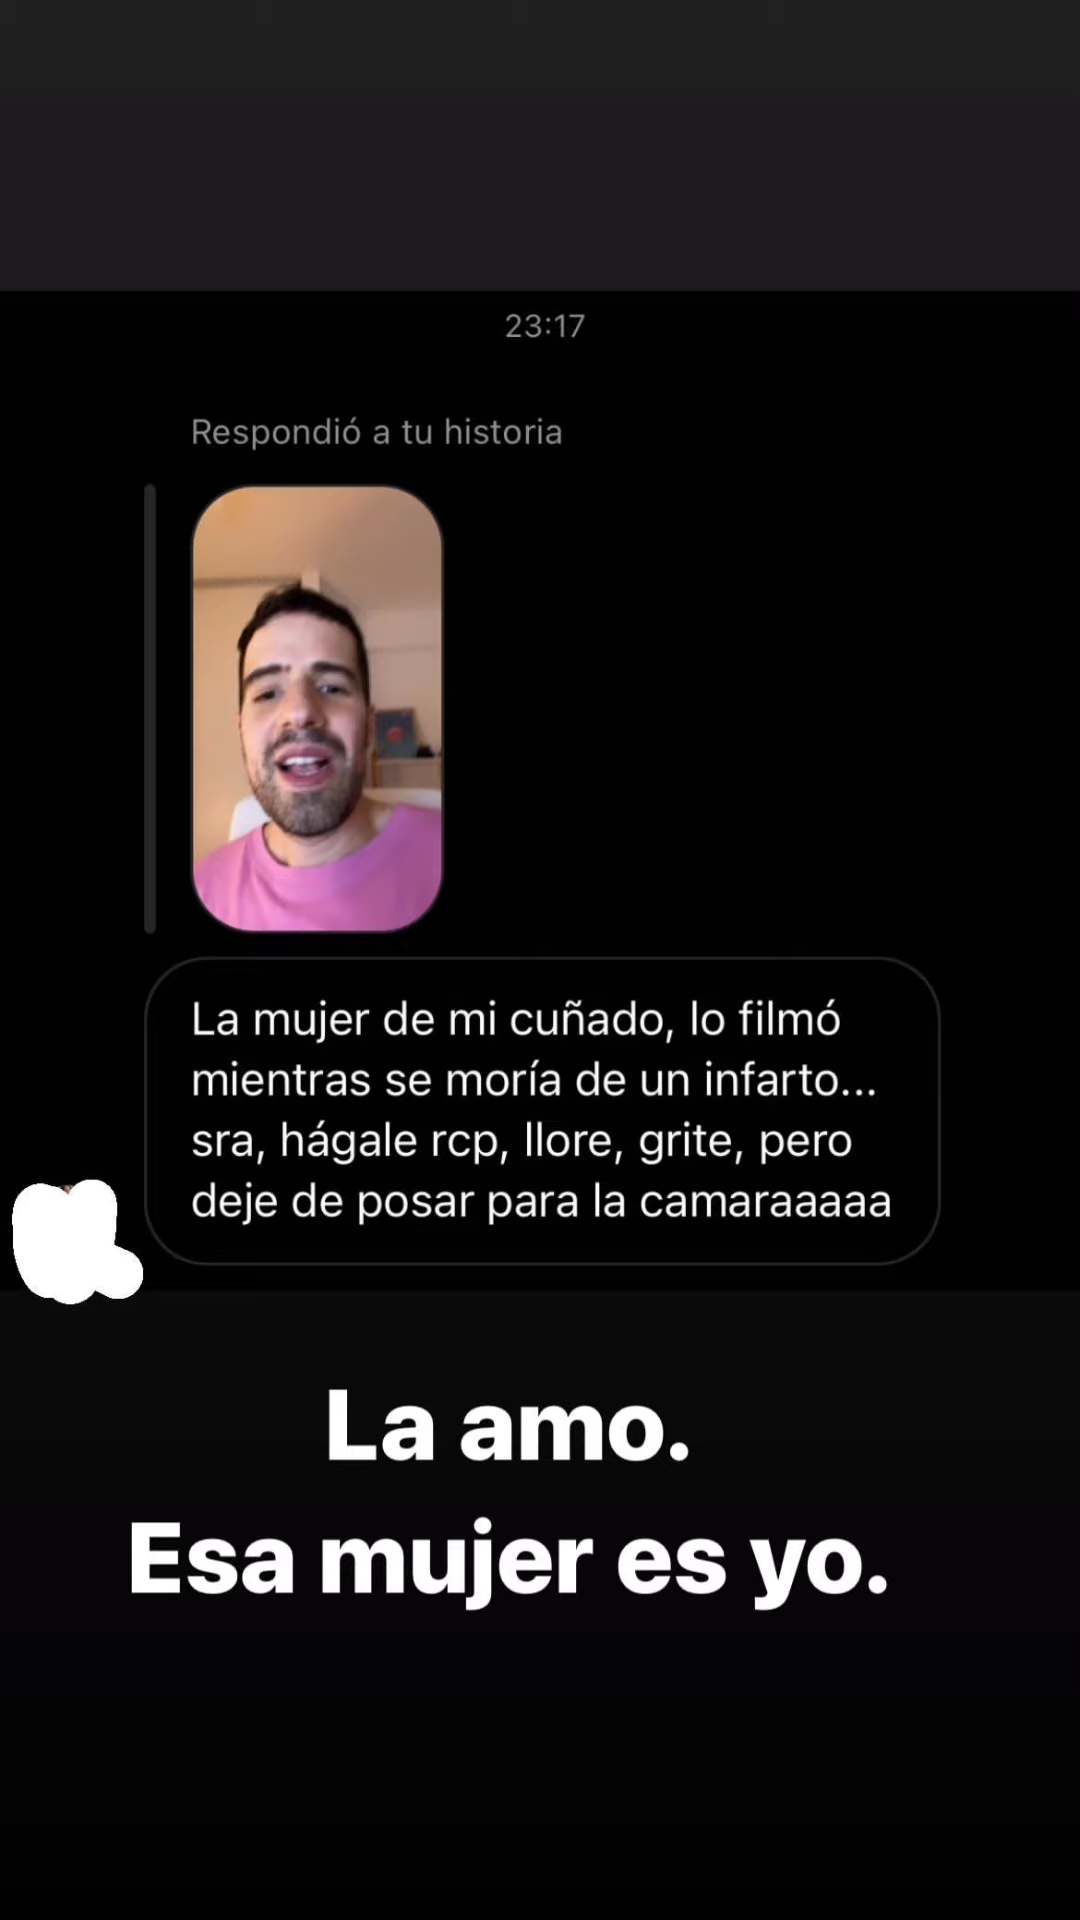 23:17
Respondió a tu historia
La mujer de mi cuñado, lo filmó
mientras se moría de un infarto...
sra, hágale rcp, llore, grite, pero
deje de posar para la camaraaaaa
La amo.
Esa mujer es yo.